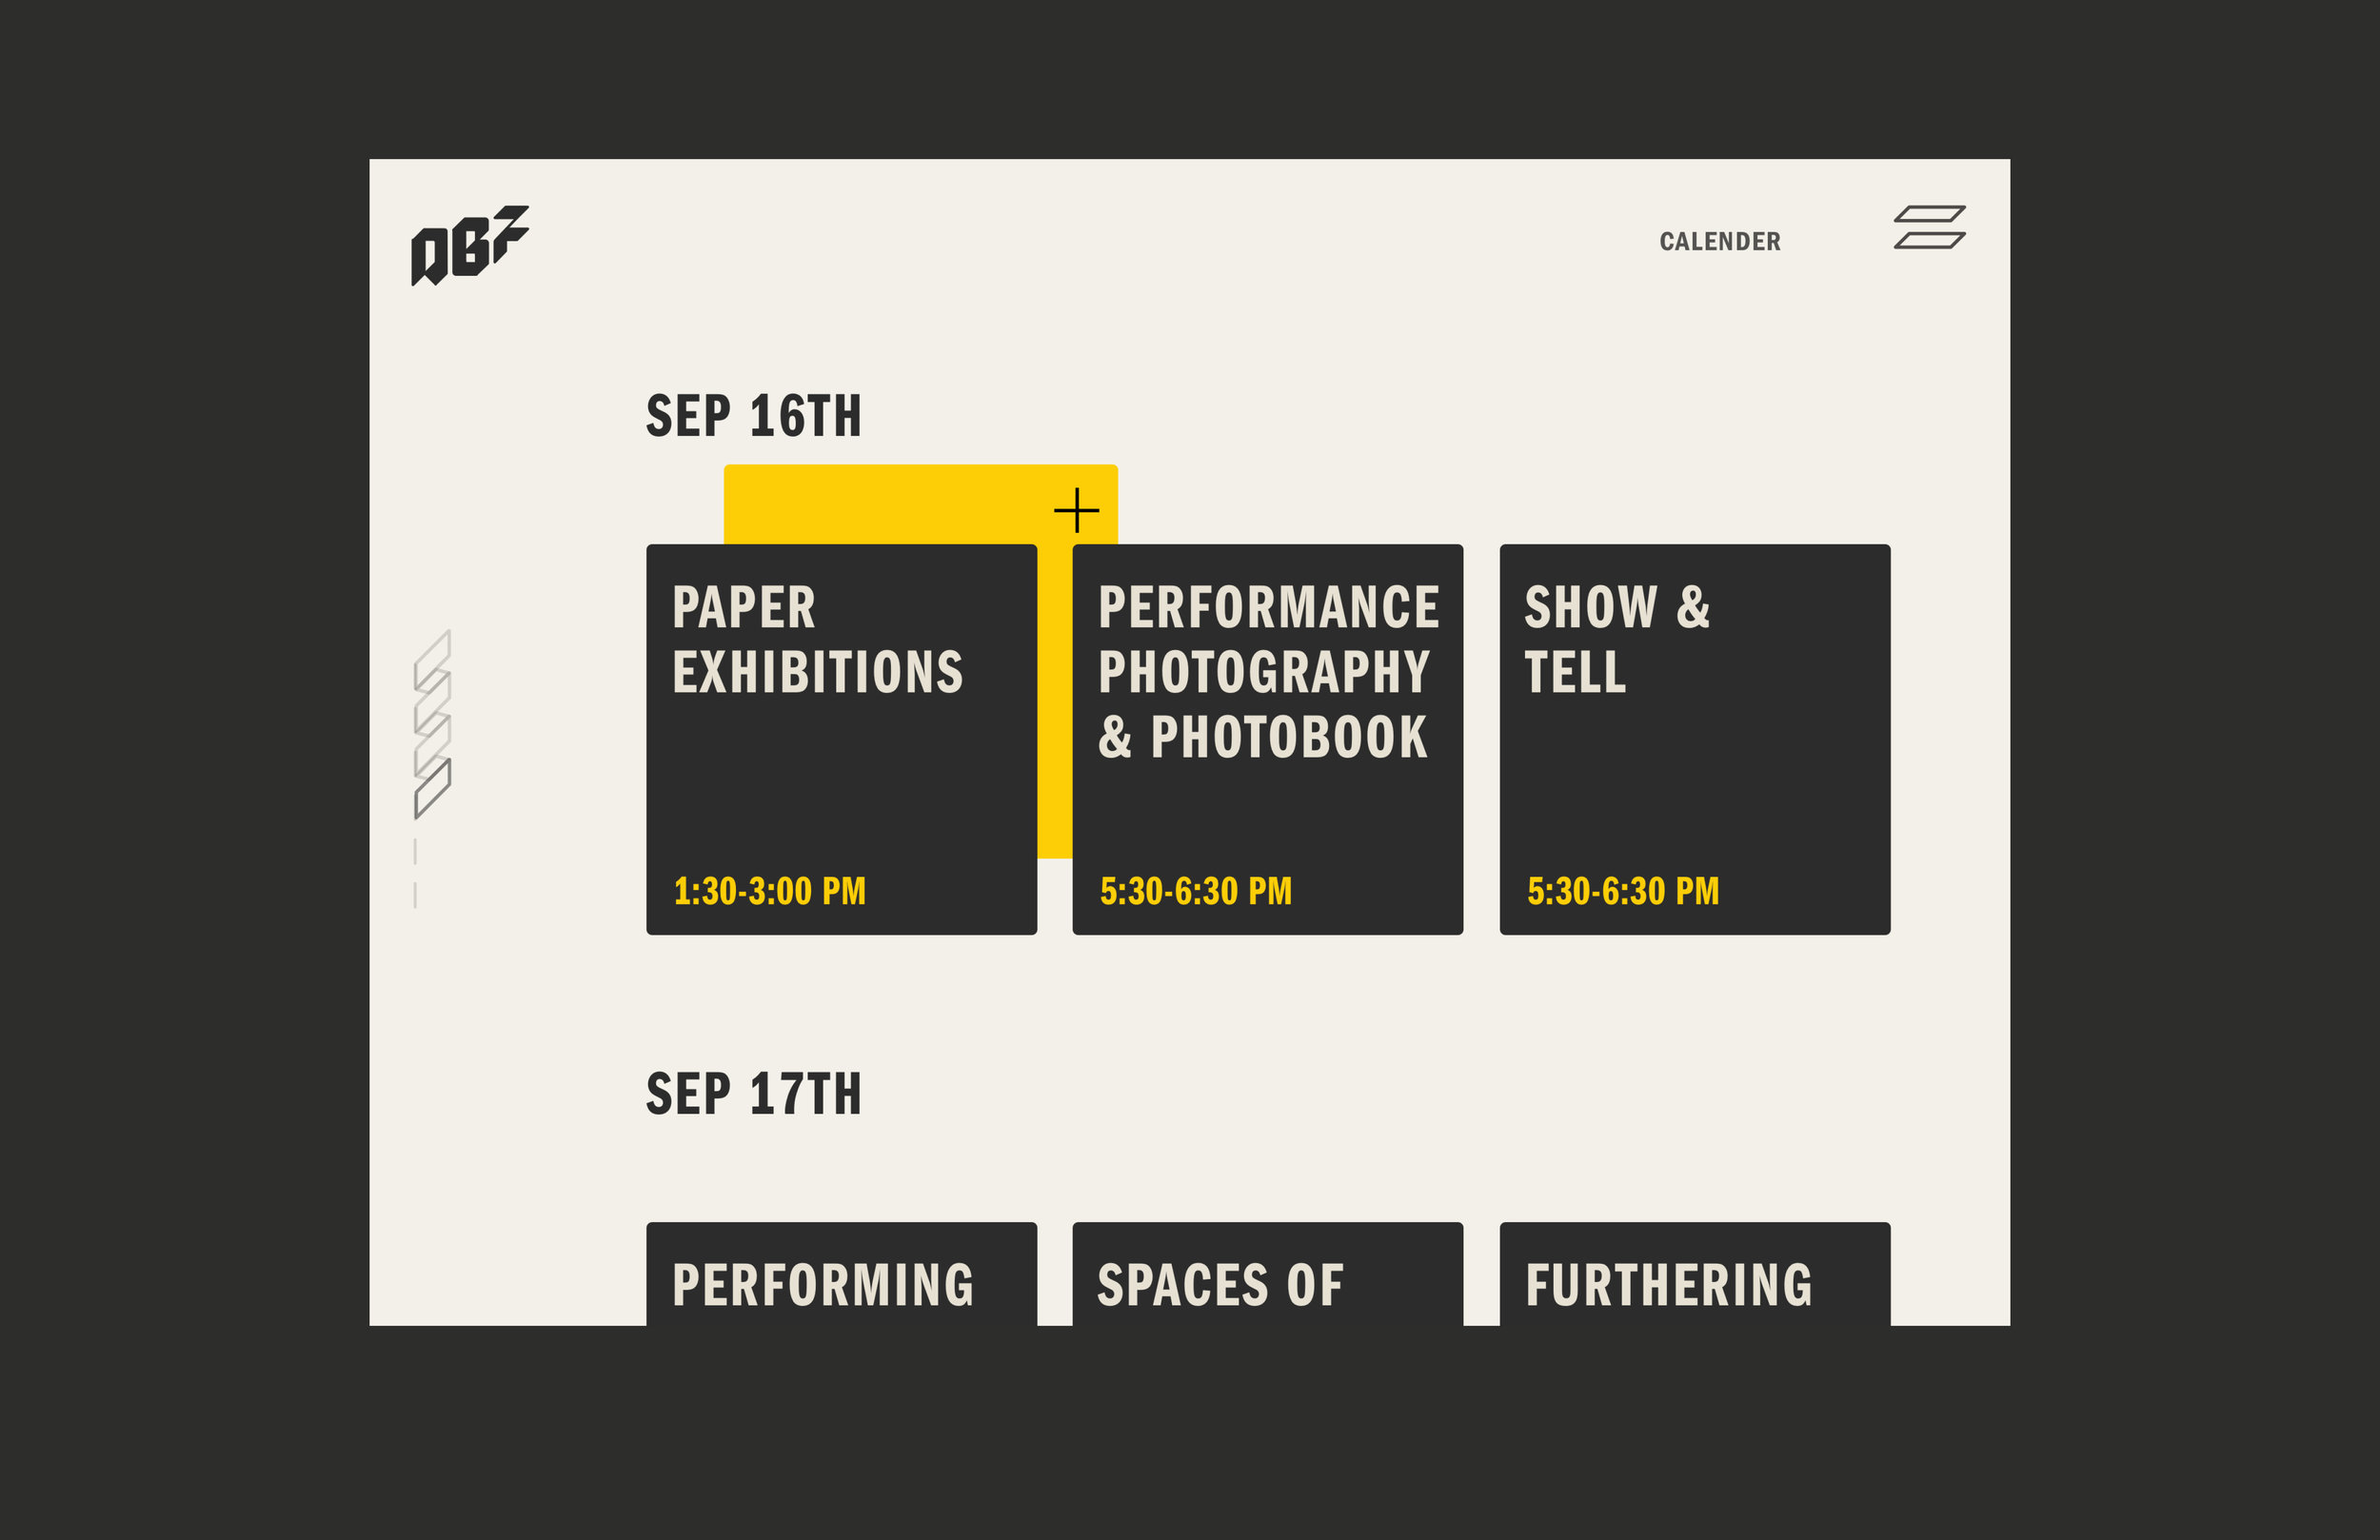 QBF
CALENDER
SEP 16TH
PAPER
EXHIBITIONS
1:30-3:00 PM
PERFORMANCE
PHOTOGRAPHY
& PHOTOBOOK
5:30-6:30 PM
SHOW &
TELL
5:30-6:30 PM
SEP 17TH
PERFORMING
SPACES OF
FURTHERING